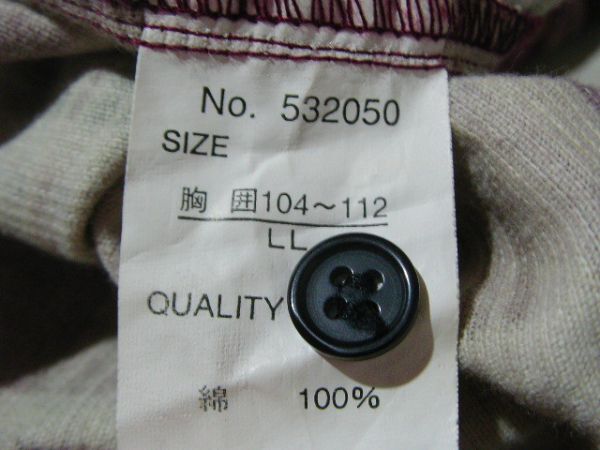 No. 532050
SIZE
胸 囲104～112
LL
QUALITY
綿 100%